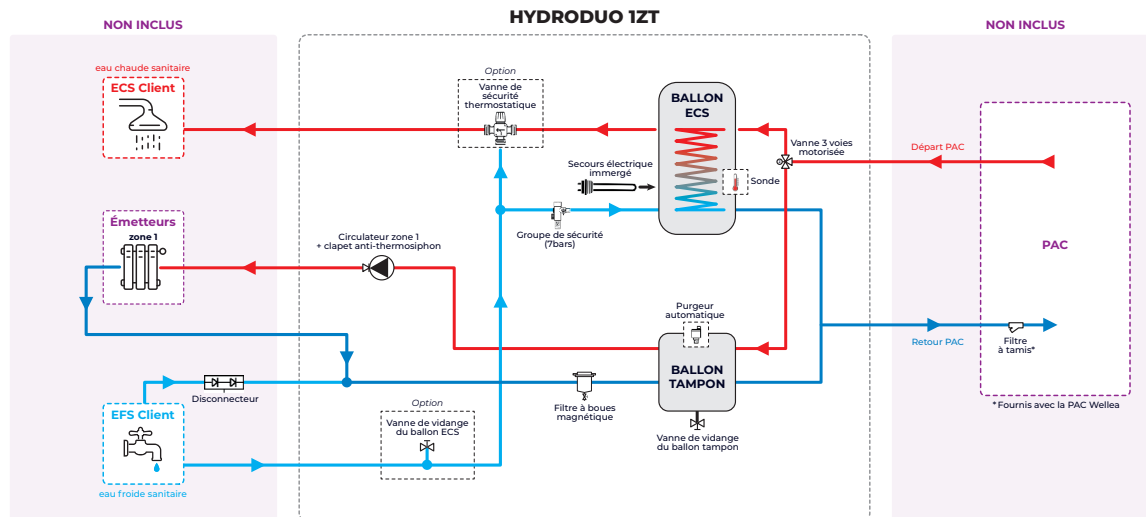 HYDRODUO 1ZT
NON INCLUS
NON INCLUS
eau chaude sanitaire
ECS Client
Option
Vanne de
sécurité
thermostatique
BALLON
ECS
Vanne 3 voies
motorisée
Départ PAC
Secours électrique
immergé
Sonde
Groupe de sécurité
(7bars)
Émetteurs
zone 1
Circulateur zone 1
+ clapet anti-thermosiphon
PAC
Purgeur
automatique
Retour PAC
Filtre
à tamis*
BALLON
TAMPON
Disconnecteur
Filtre à boues
magnétique
*Fournis avec la PAC Wellea
EFS Client
Option
Vanne de vidange
du ballon ECS
Vanne de vidange
du ballon tampon
eau froide sanitaire